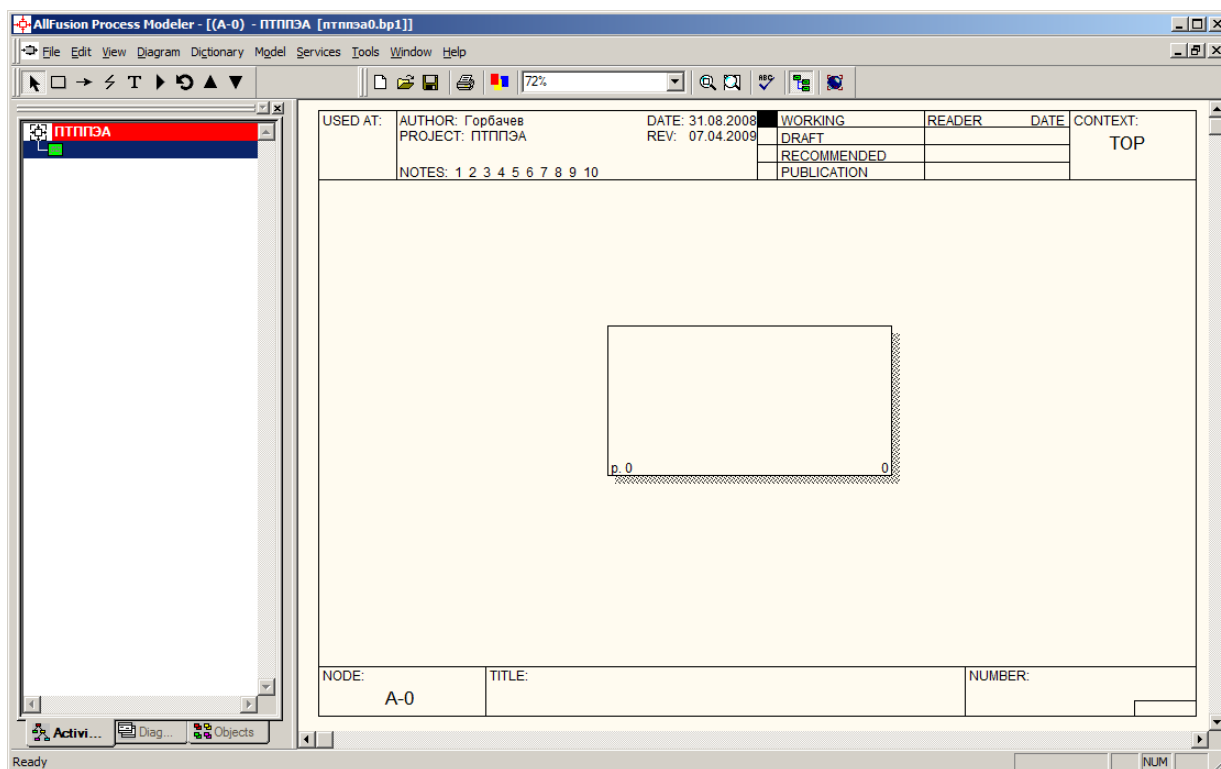 AllFusion Process Modeler - [(A-0) - ПТППЭА [птппэа0.bp1]]
File Edit View Diagram Dictionary Model Services Tools Window Help
T 72% ABC
ПТППЭА
USED AT: AUTHOR: Горбачев DATE: 31.08.2008 WORKING READER DATE CONTEXT:
PROJECT: ПТППЭА REV: 07.04.2009 DRAFT TOP
RECOMMENDED
NOTES: 1 2 3 4 5 6 7 8 9 10 PUBLICATION
p. 0 0
NODE: TITLE: NUMBER:
A-0
Activi... Diag... Objects
Ready NUM